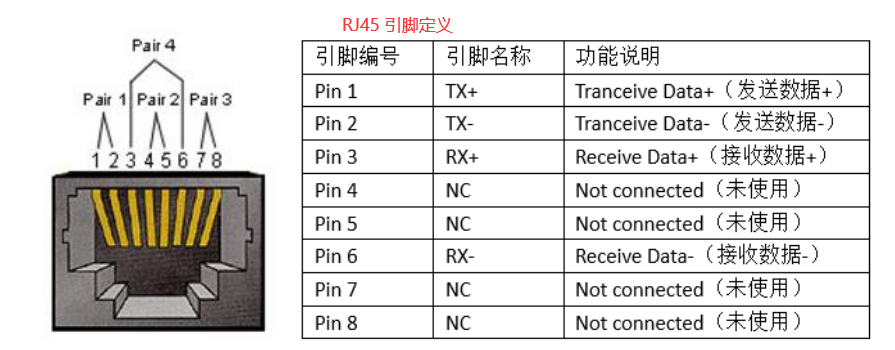 RJ45 引脚定义
Pair 4
Pair 1 Pair 2 Pair 3
1 2 3 4 5 6 7 8
引脚编号 引脚名称 功能说明
Pin 1 TX+ Tranceive Data+（发送数据+）
Pin 2 TX- Tranceive Data-（发送数据-）
Pin 3 RX+ Receive Data+（接收数据+）
Pin 4 NC Not connected（未使用）
Pin 5 NC Not connected（未使用）
Pin 6 RX- Receive Data-（接收数据-）
Pin 7 NC Not connected（未使用）
Pin 8 NC Not connected（未使用）